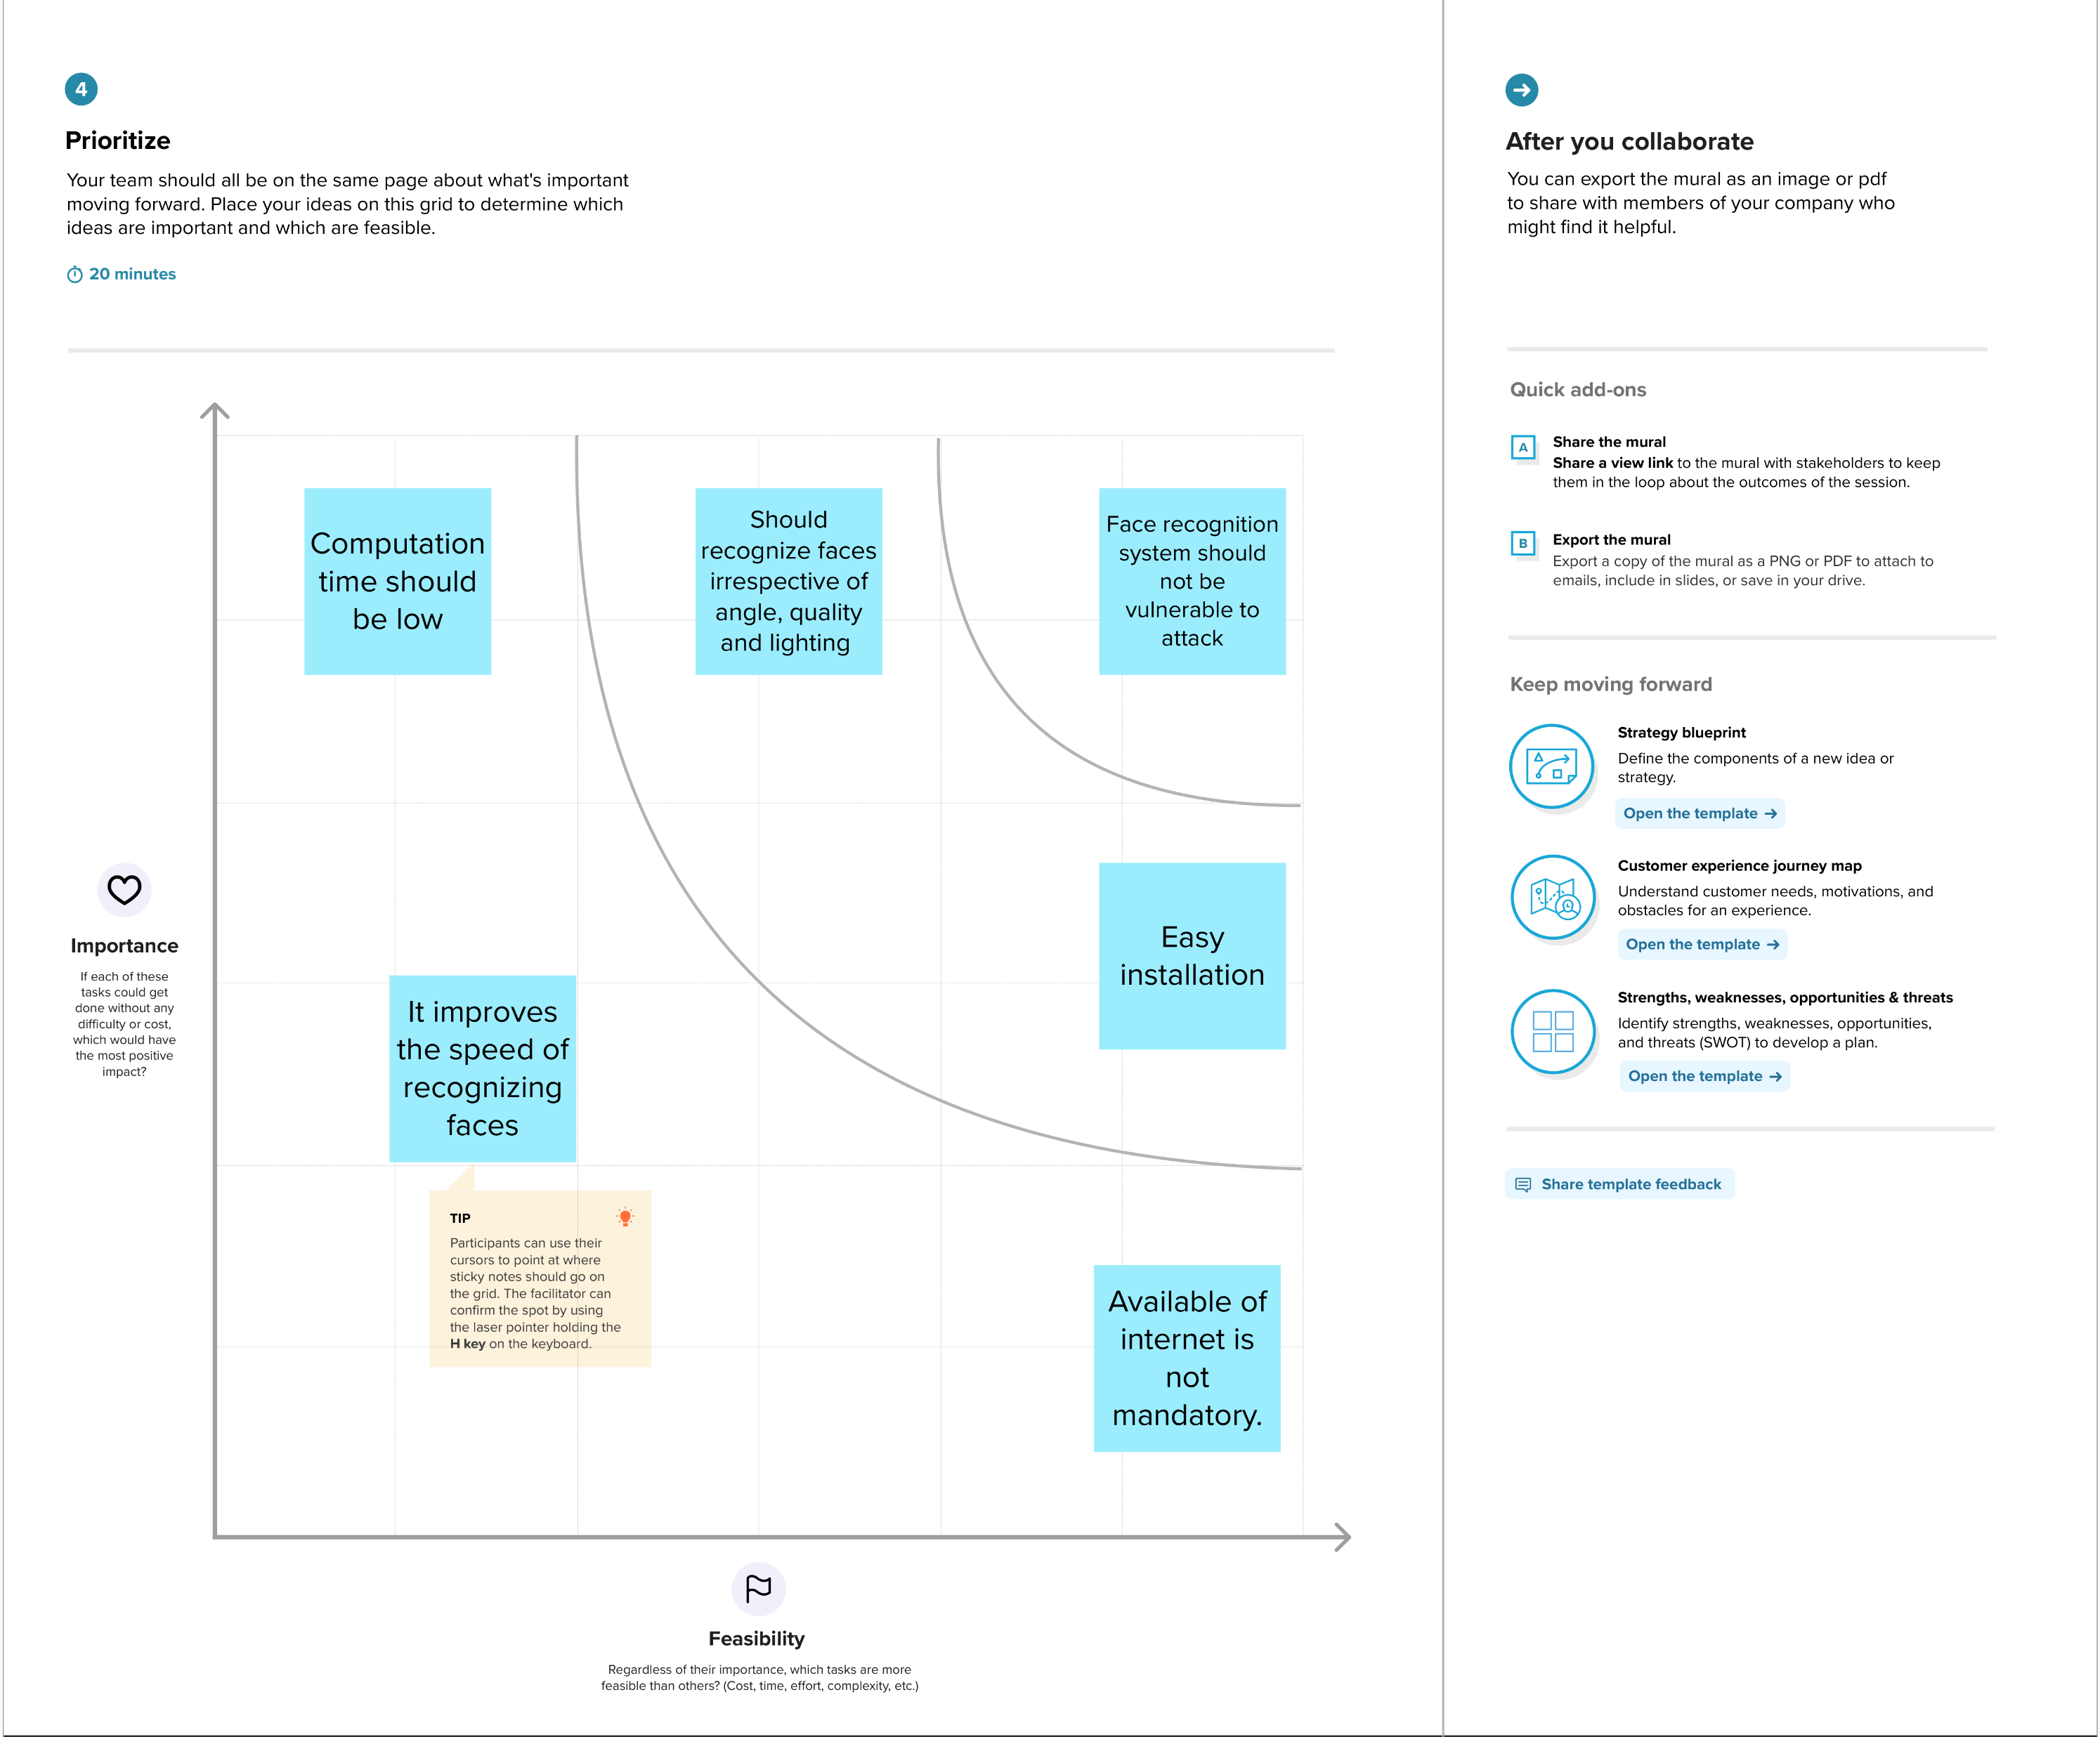 4
Prioritize
Your team should all be on the same page about what's important
moving forward. Place your ideas on this grid to determine which
ideas are important and which are feasible.
20 minutes
Computation
time should
be low
Should
recognize faces
irrespective of
angle, quality
and lighting
Face recognition
system should
not be
vulnerable to
attack
Importance
If each of these
tasks could get
done without any
difficulty or cost,
which would have
the most positive
impact?
Easy
installation
It improves
the speed of
recognizing
faces
TIP
Participants can use their
cursors to point at where
sticky notes should go on
the grid. The facilitator can
confirm the spot by using
the laser pointer holding the
H key on the keyboard.
Available of
internet is
not
mandatory.
Feasibility
Regardless of their importance, which tasks are more
feasible than others? (Cost, time, effort, complexity, etc.)
After you collaborate
You can export the mural as an image or pdf
to share with members of your company who
might find it helpful.
Quick add-ons
A
Share the mural
Share a view link to the mural with stakeholders to keep
them in the loop about the outcomes of the session.
B
Export the mural
Export a copy of the mural as a PNG or PDF to attach to
emails, include in slides, or save in your drive.
Keep moving forward
Strategy blueprint
Define the components of a new idea or
strategy.
Open the template
Customer experience journey map
Understand customer needs, motivations, and
obstacles for an experience.
Open the template
Strengths, weaknesses, opportunities & threats
Identify strengths, weaknesses, opportunities,
and threats (SWOT) to develop a plan.
Open the template
Share template feedback